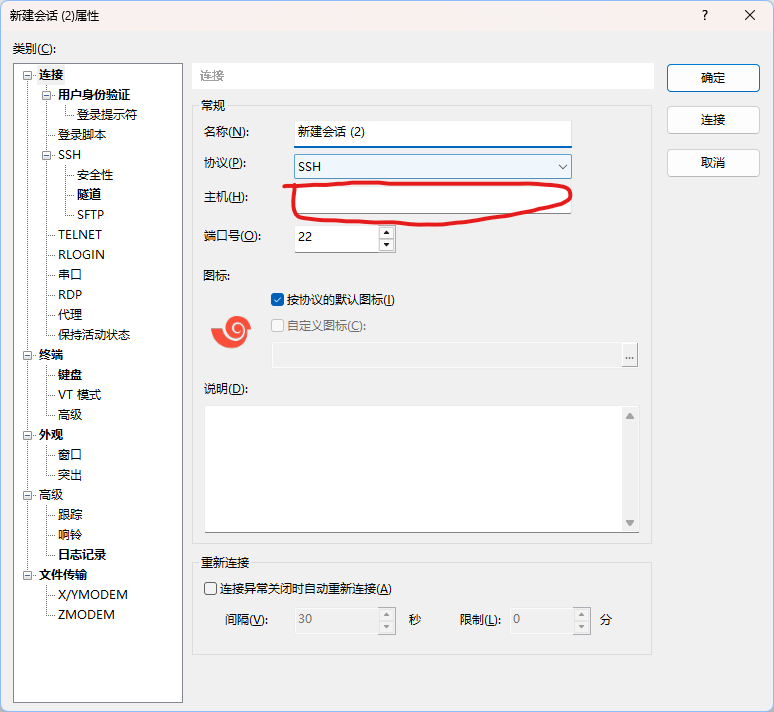 新建会话 (2)属性
?
类别(C):
连接
用户身份验证
登录提示符
登录脚本
SSH
安全性
隧道
SFTP
TELNET
RLOGIN
串口
RDP
代理
保持活动状态
终端
键盘
VT 模式
高级
外观
窗口
突出
高级
跟踪
响铃
日志记录
文件传输
X/YMODEM
ZMODEM
连接
常规
名称(N):
新建会话 (2)
协议(P):
SSH
主机(H):
端口号(O):
22
图标:
按协议的默认图标(I)
自定义图标(C):
...
说明(D):
重新连接
连接异常关闭时自动重新连接(A)
间隔(V):
30
秒
限制(L):
0
分
确定
连接
取消